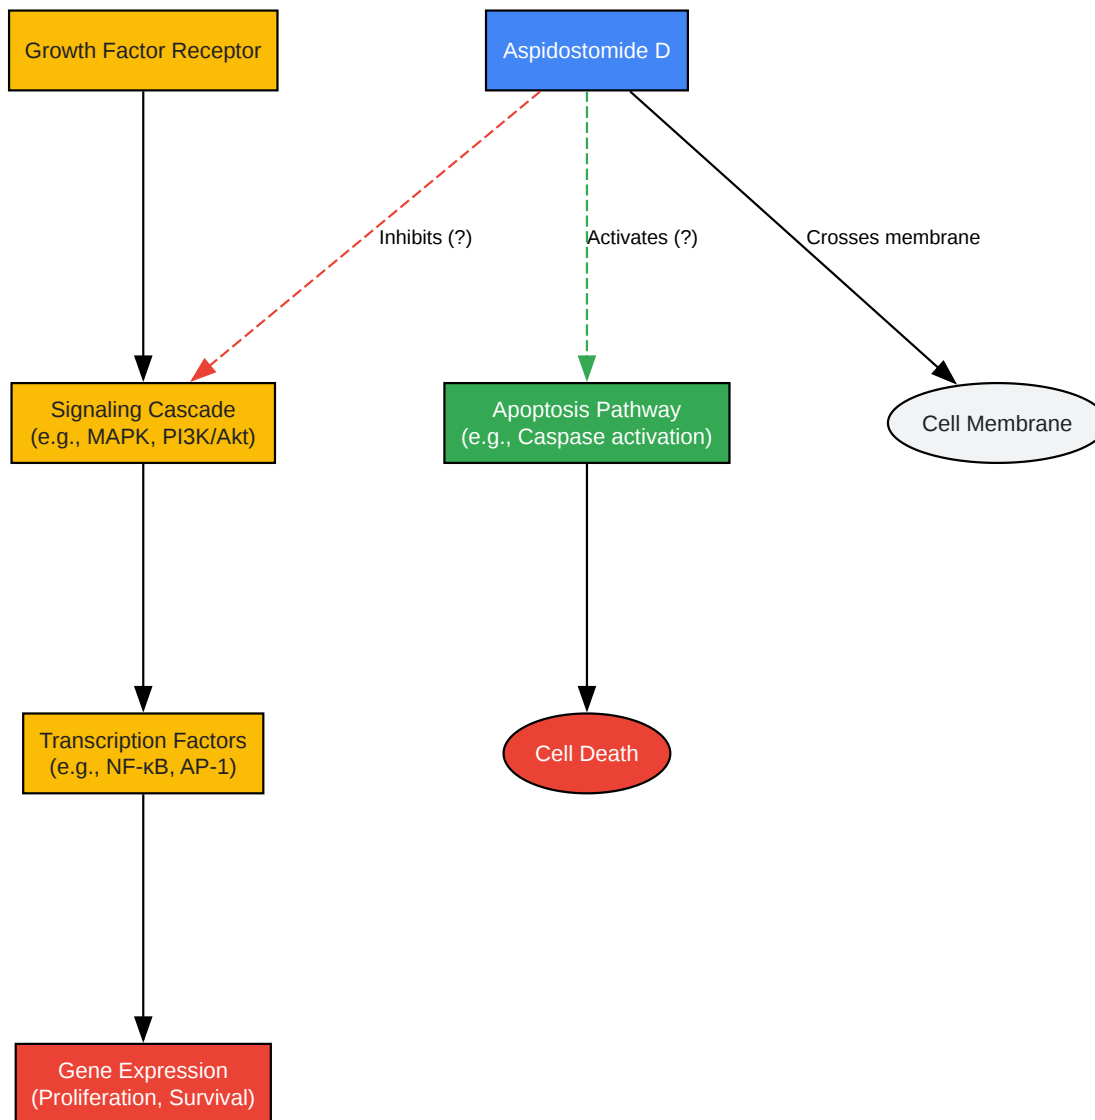 Growth Factor Receptor
Aspidostomide D
Inhibits (?)
Activates (?)
Crosses membrane
Signaling Cascade
(e.g., MAPK, PI3K/Akt)
Apoptosis Pathway
(e.g., Caspase activation)
Cell Membrane
Transcription Factors
(e.g., NF-κB, AP-1)
Cell Death
Gene Expression
(Proliferation, Survival)